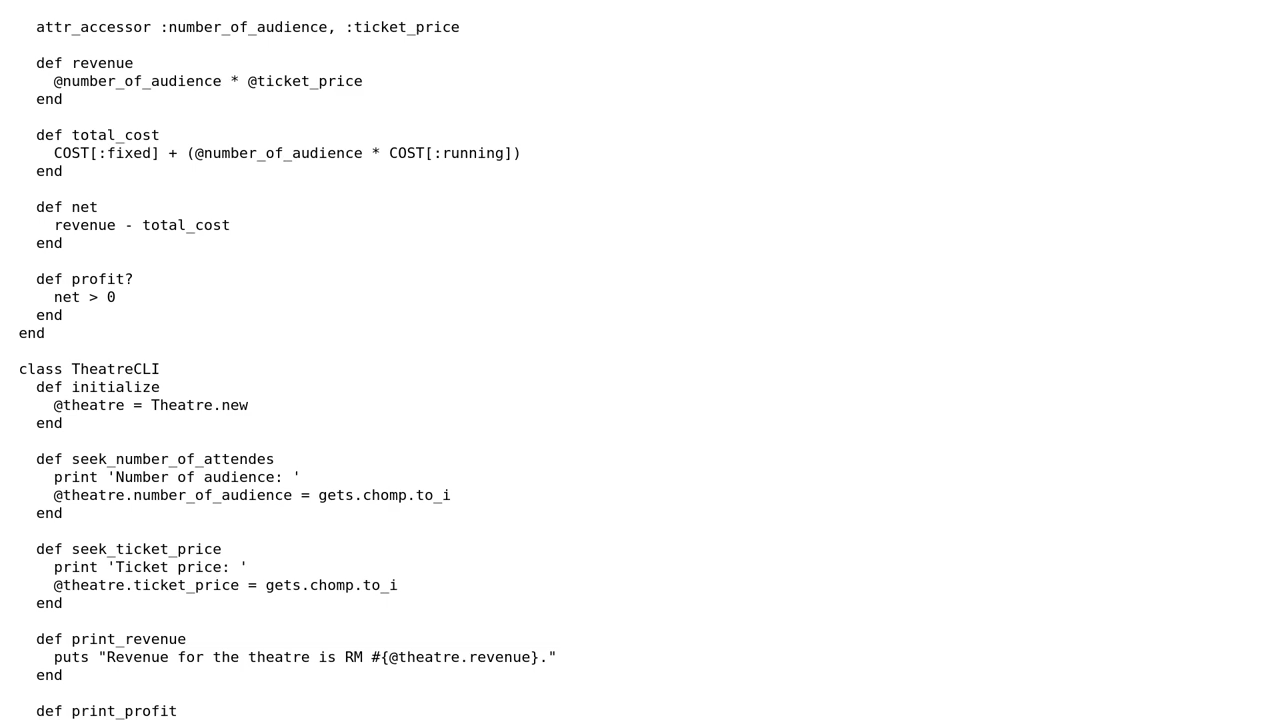 attr_accessor :number_of_audience, :ticket_price
def revenue
@number_of_audience * @ticket_price
end
def total_cost
COST[:fixed] + (@number_of_audience * COST[:running])
end
def net
revenue - total_cost
end
def profit?
net > 0
end
end
class TheatreCLI
def initialize
@theatre = Theatre.new
end
def seek_number_of_attendes
print 'Number of audience: '
@theatre.number_of_audience = gets.chomp.to_i
end
def seek_ticket_price
print 'Ticket price: '
@theatre.ticket_price = gets.chomp.to_i
end
def print_revenue
puts "Revenue for the theatre is RM #{@theatre.revenue}."
end
def print_profit